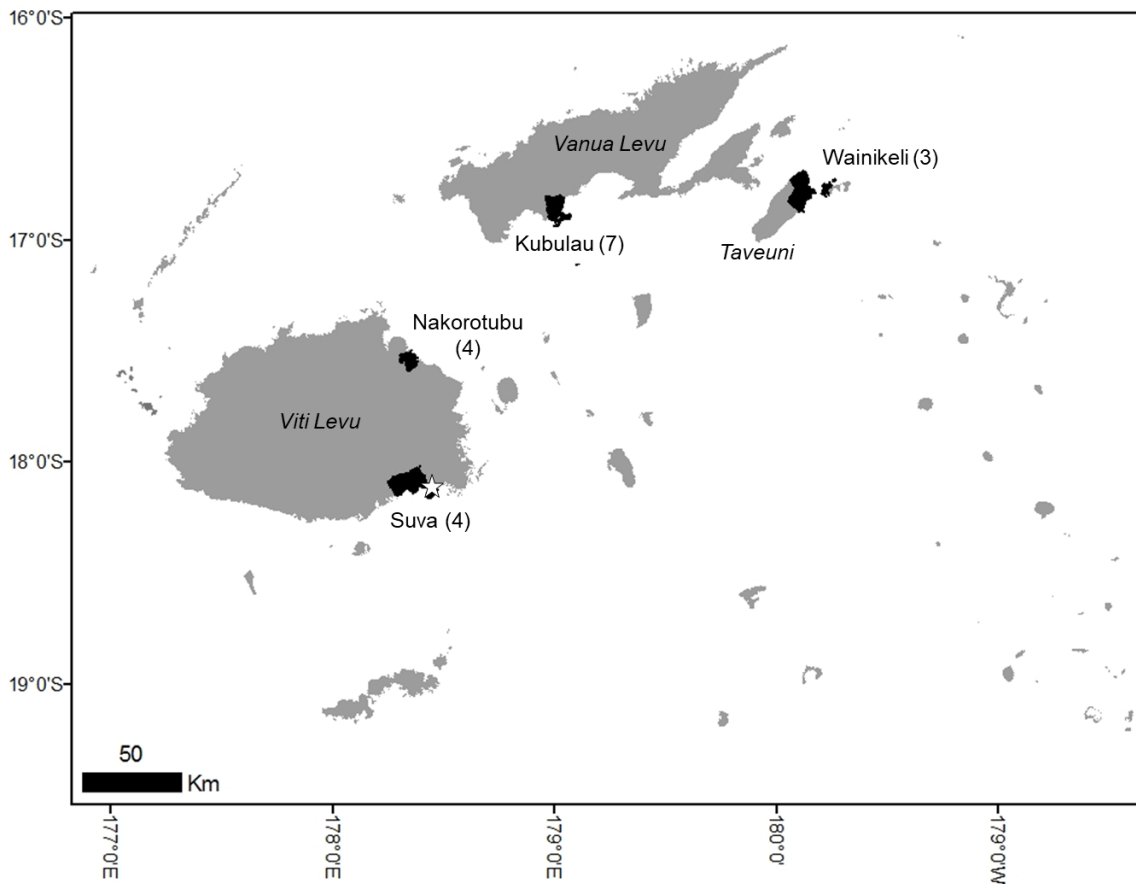 16°0'S
Vanua Levu
Wainikeli (3)
17°0'S
Kubulau (7)
Taveuni
Nakorotubu
(4)
Viti Levu
18°0'S
Suva (4)
19°0'S
50
Km
177°0'E
178°0'E
179°0'E
180°0'
179°0'W